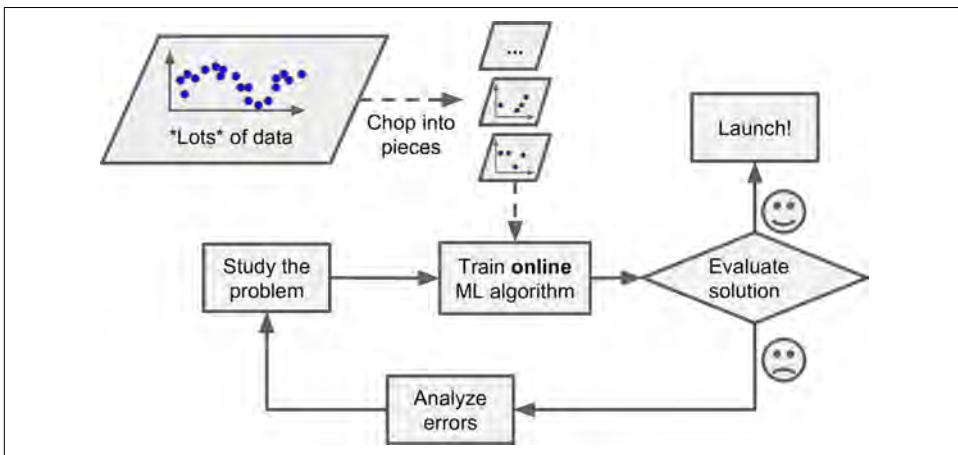 *Lots* of data
Chop into
pieces
...
Launch!
Study the
problem
Train online
ML algorithm
Evaluate
solution
Analyze
errors